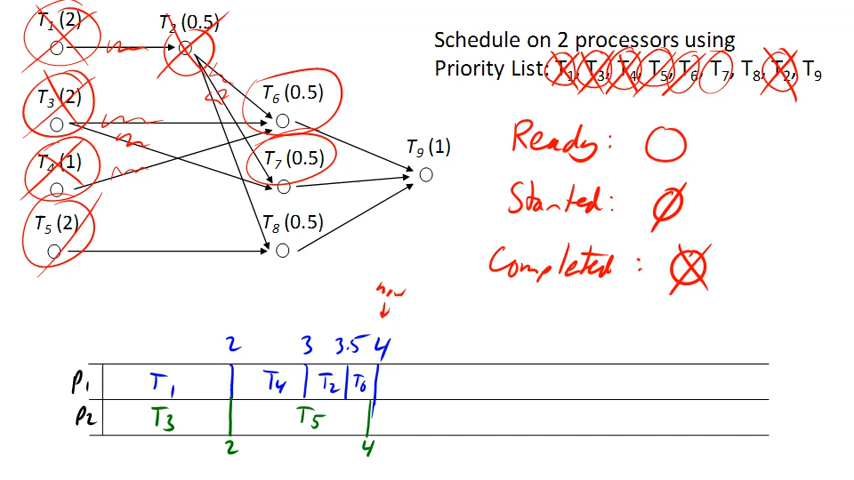 T1 (2)
T2 (0.5)
Schedule on 2 processors using
Priority List: T1, T3, T4, T5, T6, T7, T8, T2, T9
T3 (2)
T6 (0.5)
T4 (1)
T7 (0.5)
T9 (1)
T5 (2)
T8 (0.5)
Ready:
Started:
Completed:
now
2 3 3.5 4
P1 T1 T4 T2 T6
P2 T3 T5
2 4